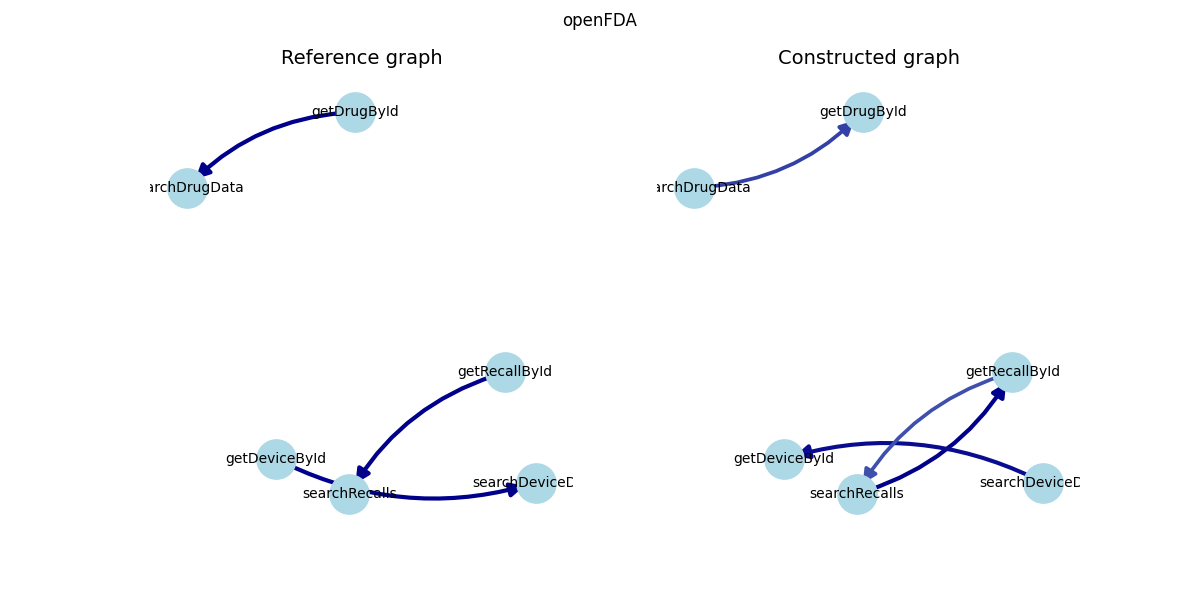 openFDA
Reference graph
Constructed graph
getDrugById
getDrugById
archDrugData
archDrugData
getRecallById
getRecallById
getDeviceById
searchDeviceD
searchRecalls
getDeviceById
searchDeviceD
searchRecalls